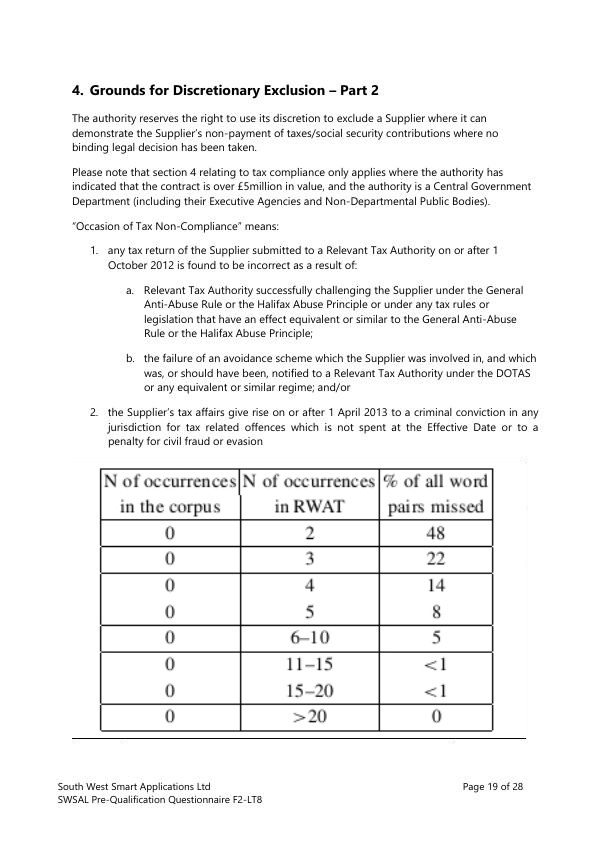 4. Grounds for Discretionary Exclusion – Part 2
The authority reserves the right to use its discretion to exclude a Supplier where it can
demonstrate the Supplier’s non-payment of taxes/social security contributions where no
binding legal decision has been taken.
Please note that section 4 relating to tax compliance only applies where the authority has
indicated that the contract is over £5million in value, and the authority is a Central Government
Department (including their Executive Agencies and Non-Departmental Public Bodies).
“Occasion of Tax Non-Compliance” means:
1. any tax return of the Supplier submitted to a Relevant Tax Authority on or after 1
October 2012 is found to be incorrect as a result of:
a. Relevant Tax Authority successfully challenging the Supplier under the General
Anti-Abuse Rule or the Halifax Abuse Principle or under any tax rules or
legislation that have an effect equivalent or similar to the General Anti-Abuse
Rule or the Halifax Abuse Principle;
b. the failure of an avoidance scheme which the Supplier was involved in, and which
was, or should have been, notified to a Relevant Tax Authority under the DOTAS
or any equivalent or similar regime; and/or
2. the Supplier’s tax affairs give rise on or after 1 April 2013 to a criminal conviction in any
jurisdiction for tax related offences which is not spent at the Effective Date or to a
penalty for civil fraud or evasion
N of occurrences N of occurrences % of all word
in the corpus in RWAT pairs missed
0 2 48
0 3 22
0 4 14
0 5 8
0 6–10 5
0 11–15 <1
0 15–20 <1
0 >20 0
South West Smart Applications Ltd Page 19 of 28
SWSAL Pre-Qualification Questionnaire F2-LT8